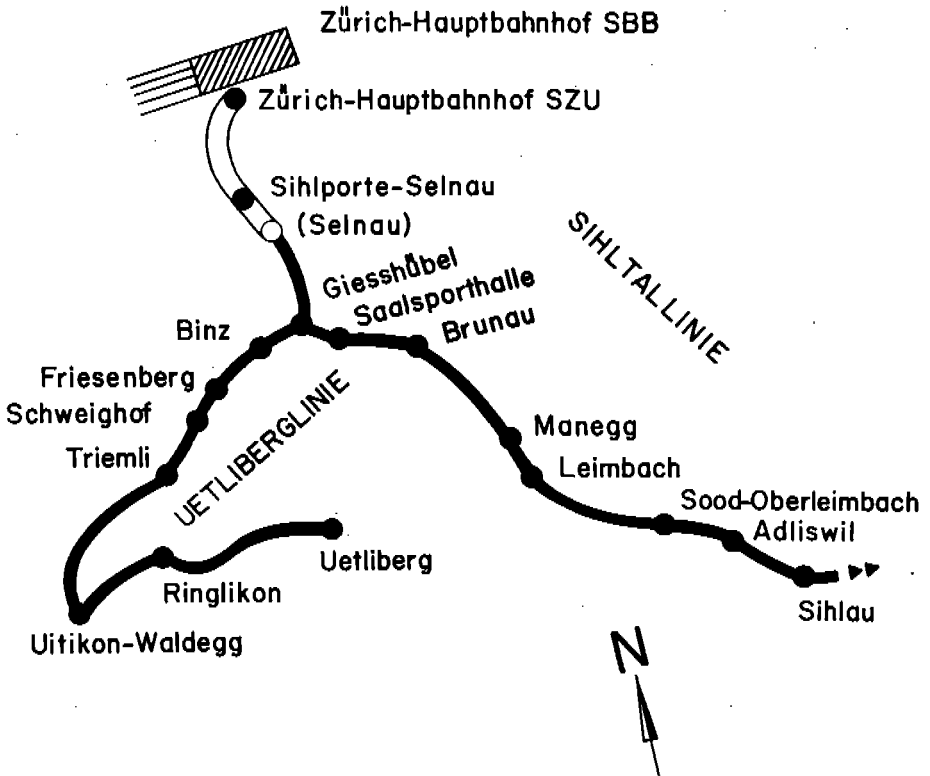 Zürich-Hauptbahnhof SBB
Zürich-Hauptbahnhof SZU
Sihlporte-Selnau
(Selnau)
SIHLTALLINIE
Giesshübel
Saalsporthalle
Brunau
Binz
Friesenberg
Schweighof
Triemli
UETLIBERGLINIE
Manegg
Leimbach
Sood-Oberleimbach
Adliswil
Sihlau
Uetliberg
Ringlikon
Uitikon-Waldegg
N